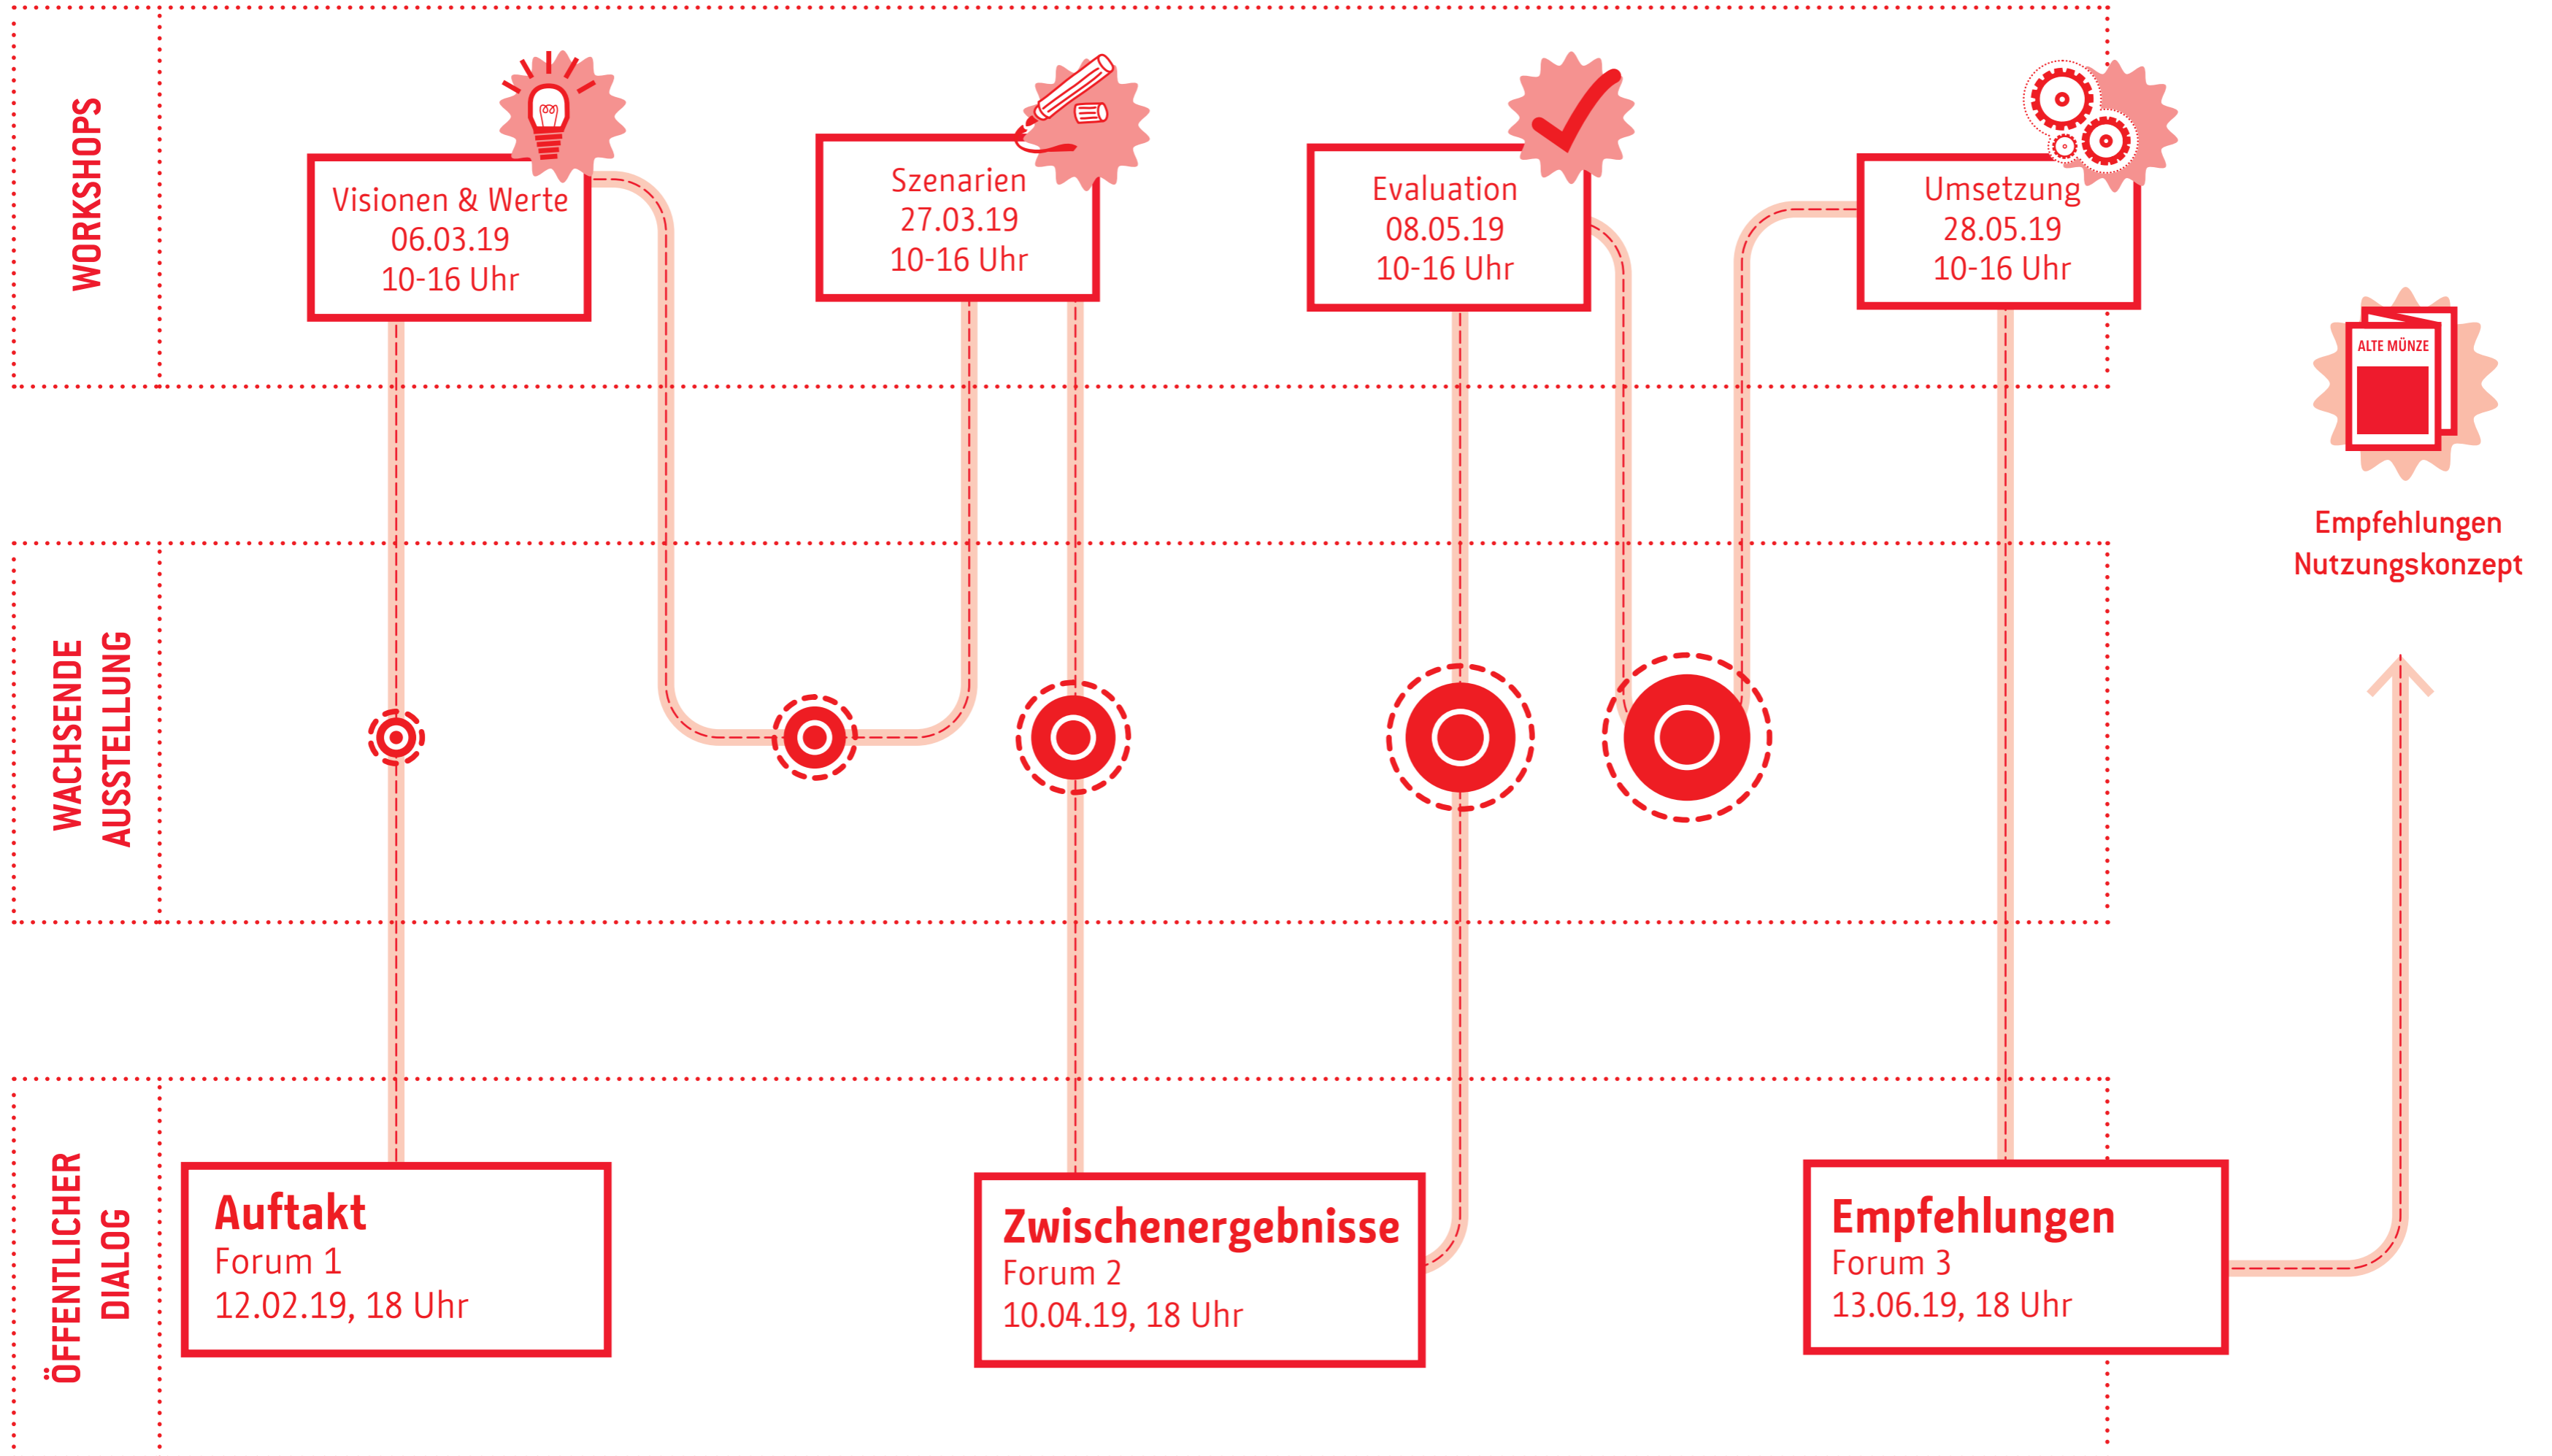 WORKSHOPS
Visionen & Werte
06.03.19
10-16 Uhr
Szenarien
27.03.19
10-16 Uhr
Evaluation
08.05.19
10-16 Uhr
Umsetzung
28.05.19
10-16 Uhr
ALTE MÜNZE
Empfehlungen
Nutzungskonzept
WACHSENDE
AUSSTELLUNG
ÖFFENTLICHER
DIALOG
Auftakt
Forum 1
12.02.19, 18 Uhr
Zwischenergebnisse
Forum 2
10.04.19, 18 Uhr
Empfehlungen
Forum 3
13.06.19, 18 Uhr